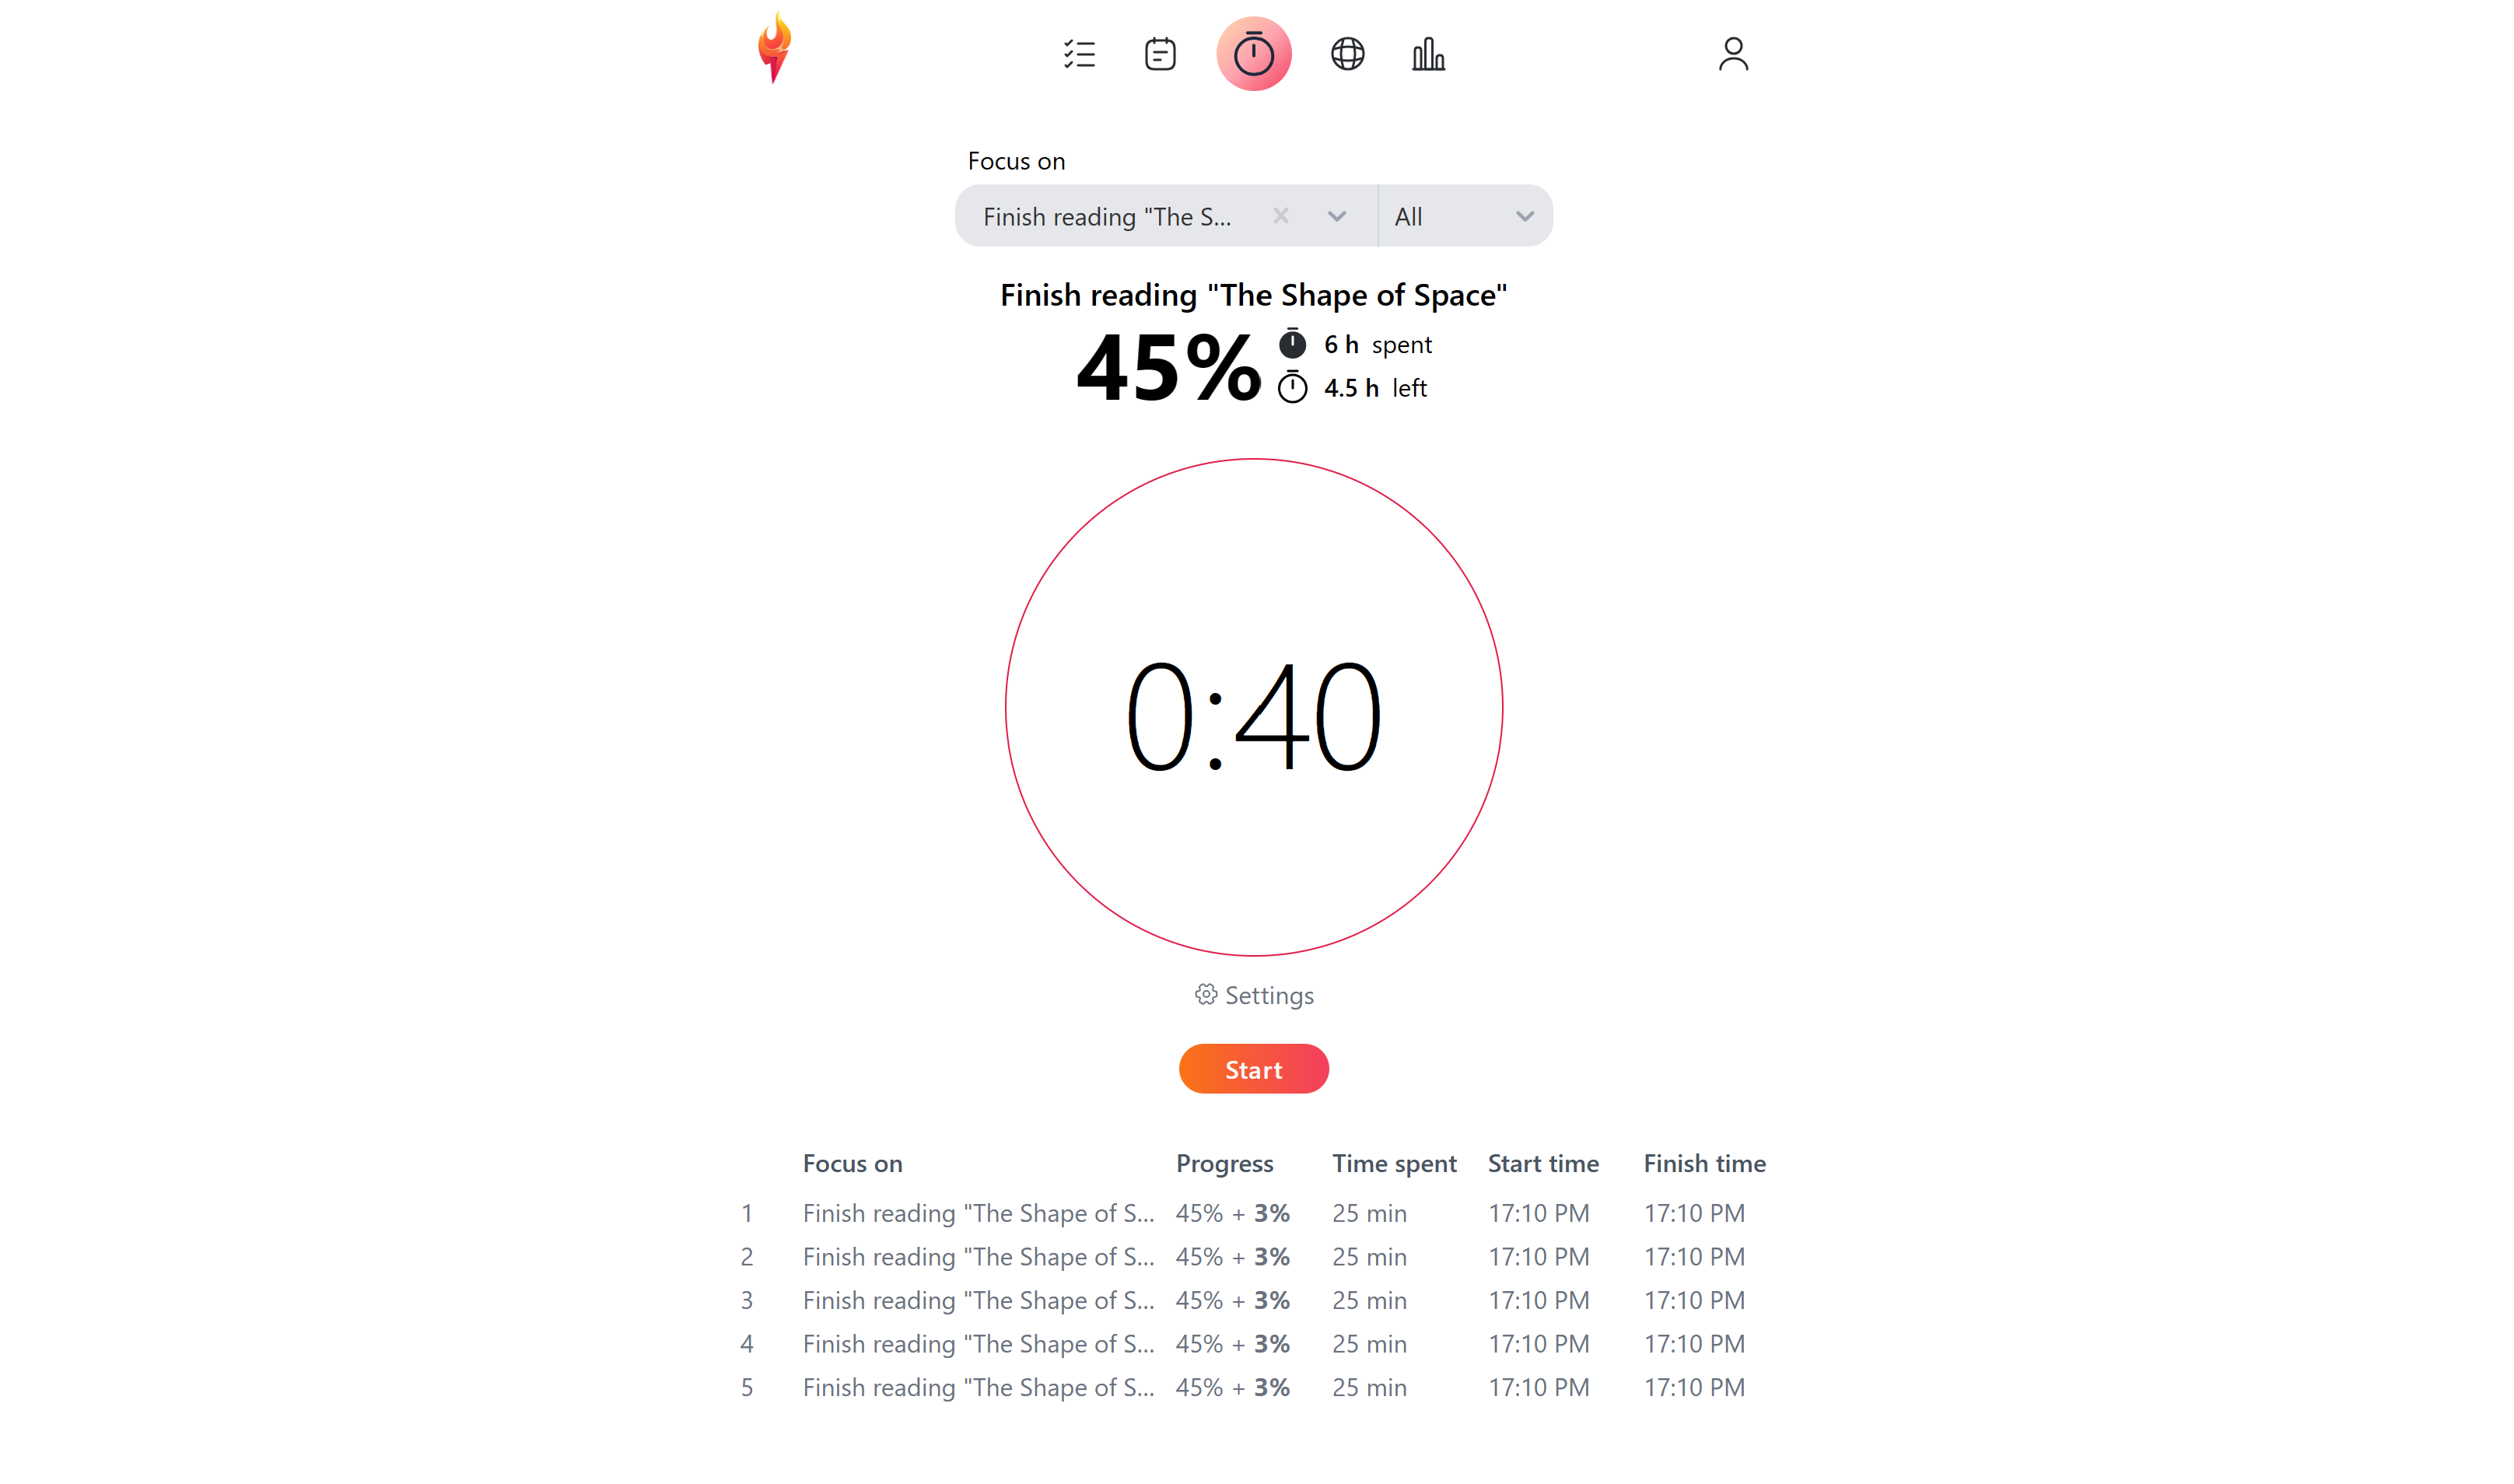 Focus on
Finish reading "The S... All
Finish reading "The Shape of Space"
45%
6 h spent
4.5 h left
0:40
Settings
Start
Focus on Progress Time spent Start time Finish time
1 Finish reading "The Shape of S... 45% + 3% 25 min 17:10 PM 17:10 PM
2 Finish reading "The Shape of S... 45% + 3% 25 min 17:10 PM 17:10 PM
3 Finish reading "The Shape of S... 45% + 3% 25 min 17:10 PM 17:10 PM
4 Finish reading "The Shape of S... 45% + 3% 25 min 17:10 PM 17:10 PM
5 Finish reading "The Shape of S... 45% + 3% 25 min 17:10 PM 17:10 PM